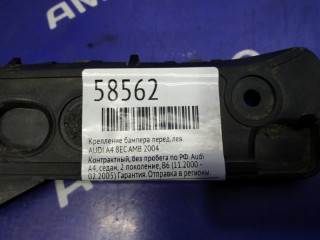 58562
Крепление бампера перед. лев.
AUDI A4 8EC AMB 2004
Контрактный, без пробега по РФ. Audi
A4, седан, 2 поколение, B6 (11.2000 -
02.2005) Гарантия. Отправка в регионы.